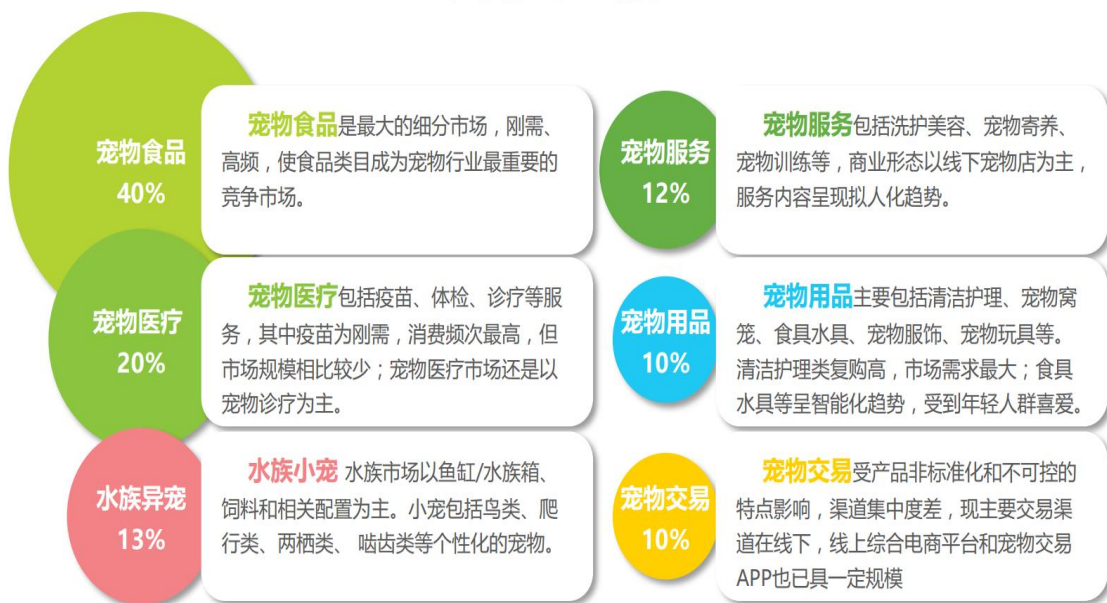 宠物食品
40%
宠物食品是最大的细分市场，刚需、
高频，使食品类目成为宠物行业最重要的
竞争市场。
宠物医疗
20%
宠物医疗包括疫苗、体检、诊疗等服
务，其中疫苗为刚需，消费频次最高，但
市场规模相比较少；宠物医疗市场还是以
宠物诊疗为主。
水族异宠
13%
水族小宠 水族市场以鱼缸/水族箱、
饲料和相关配置为主。小宠包括鸟类、爬
行类、两栖类、 啮齿类等个性化的宠物。
宠物服务
12%
宠物服务包括洗护美容、宠物寄养、
宠物训练等，商业形态以线下宠物店为主，
服务内容呈现拟人化趋势。
宠物用品
10%
宠物用品主要包括清洁护理、宠物窝
笼、食具水具、宠物服饰、宠物玩具等。
清洁护理类复购高，市场需求最大；食具
水具等呈智能化趋势，受到年轻人群喜爱。
宠物交易
10%
宠物交易受产品非标准化和不可控的
特点影响，渠道集中度差，现主要交易渠
道在线下，线上综合电商平台和宠物交易
APP也已具一定规模